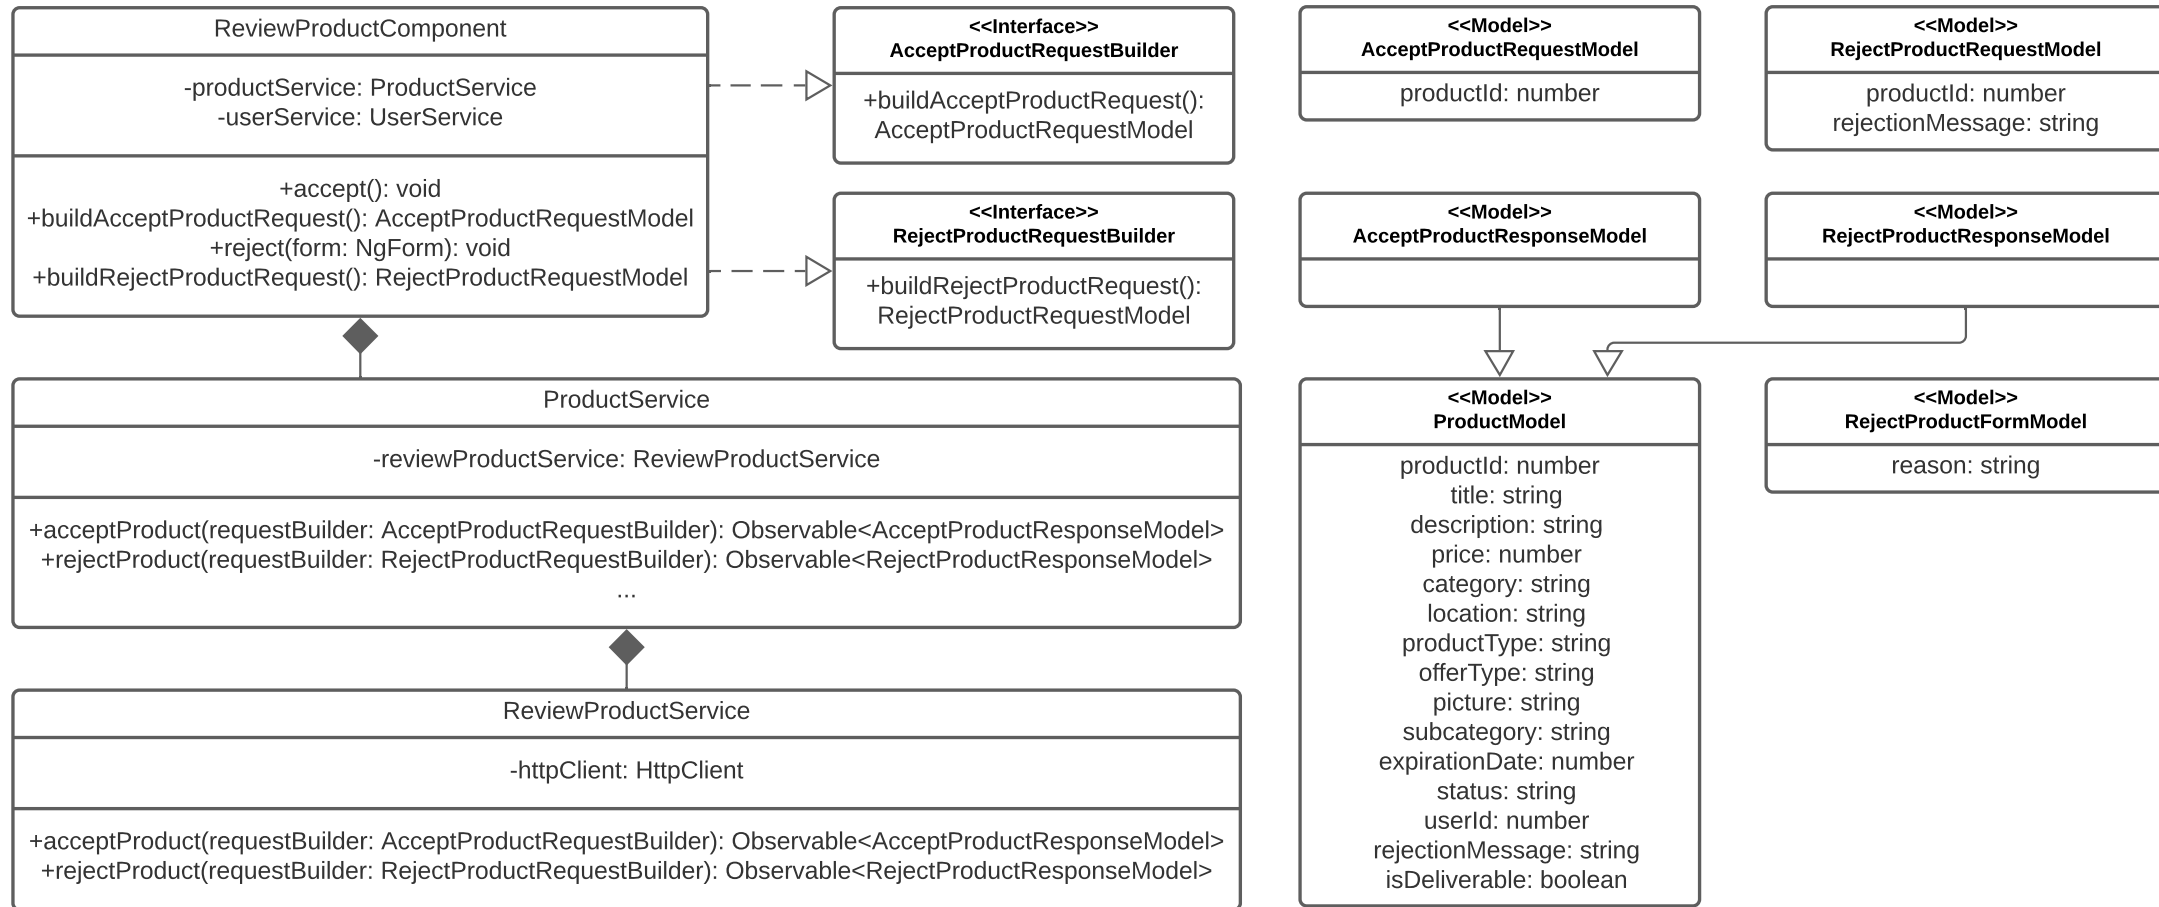 ReviewProductComponent
-productService: ProductService
-userService: UserService
+accept(): void
+buildAcceptProductRequest(): AcceptProductRequestModel
+reject(form: NgForm): void
+buildRejectProductRequest(): RejectProductRequestModel
<<Interface>>
AcceptProductRequestBuilder
+buildAcceptProductRequest():
AcceptProductRequestModel
<<Interface>>
RejectProductRequestBuilder
+buildRejectProductRequest():
RejectProductRequestModel
<<Model>>
AcceptProductRequestModel
productId: number
<<Model>>
RejectProductRequestModel
productId: number
rejectionMessage: string
<<Model>>
AcceptProductResponseModel
<<Model>>
RejectProductResponseModel
ProductService
-reviewProductService: ReviewProductService
+acceptProduct(requestBuilder: AcceptProductRequestBuilder): Observable<AcceptProductResponseModel>
+rejectProduct(requestBuilder: RejectProductRequestBuilder): Observable<RejectProductResponseModel>
...
ReviewProductService
-httpClient: HttpClient
+acceptProduct(requestBuilder: AcceptProductRequestBuilder): Observable<AcceptProductResponseModel>
+rejectProduct(requestBuilder: RejectProductRequestBuilder): Observable<RejectProductResponseModel>
<<Model>>
ProductModel
productId: number
title: string
description: string
price: number
category: string
location: string
productType: string
offerType: string
picture: string
subcategory: string
expirationDate: number
status: string
userId: number
rejectionMessage: string
isDeliverable: boolean
<<Model>>
RejectProductFormModel
reason: string